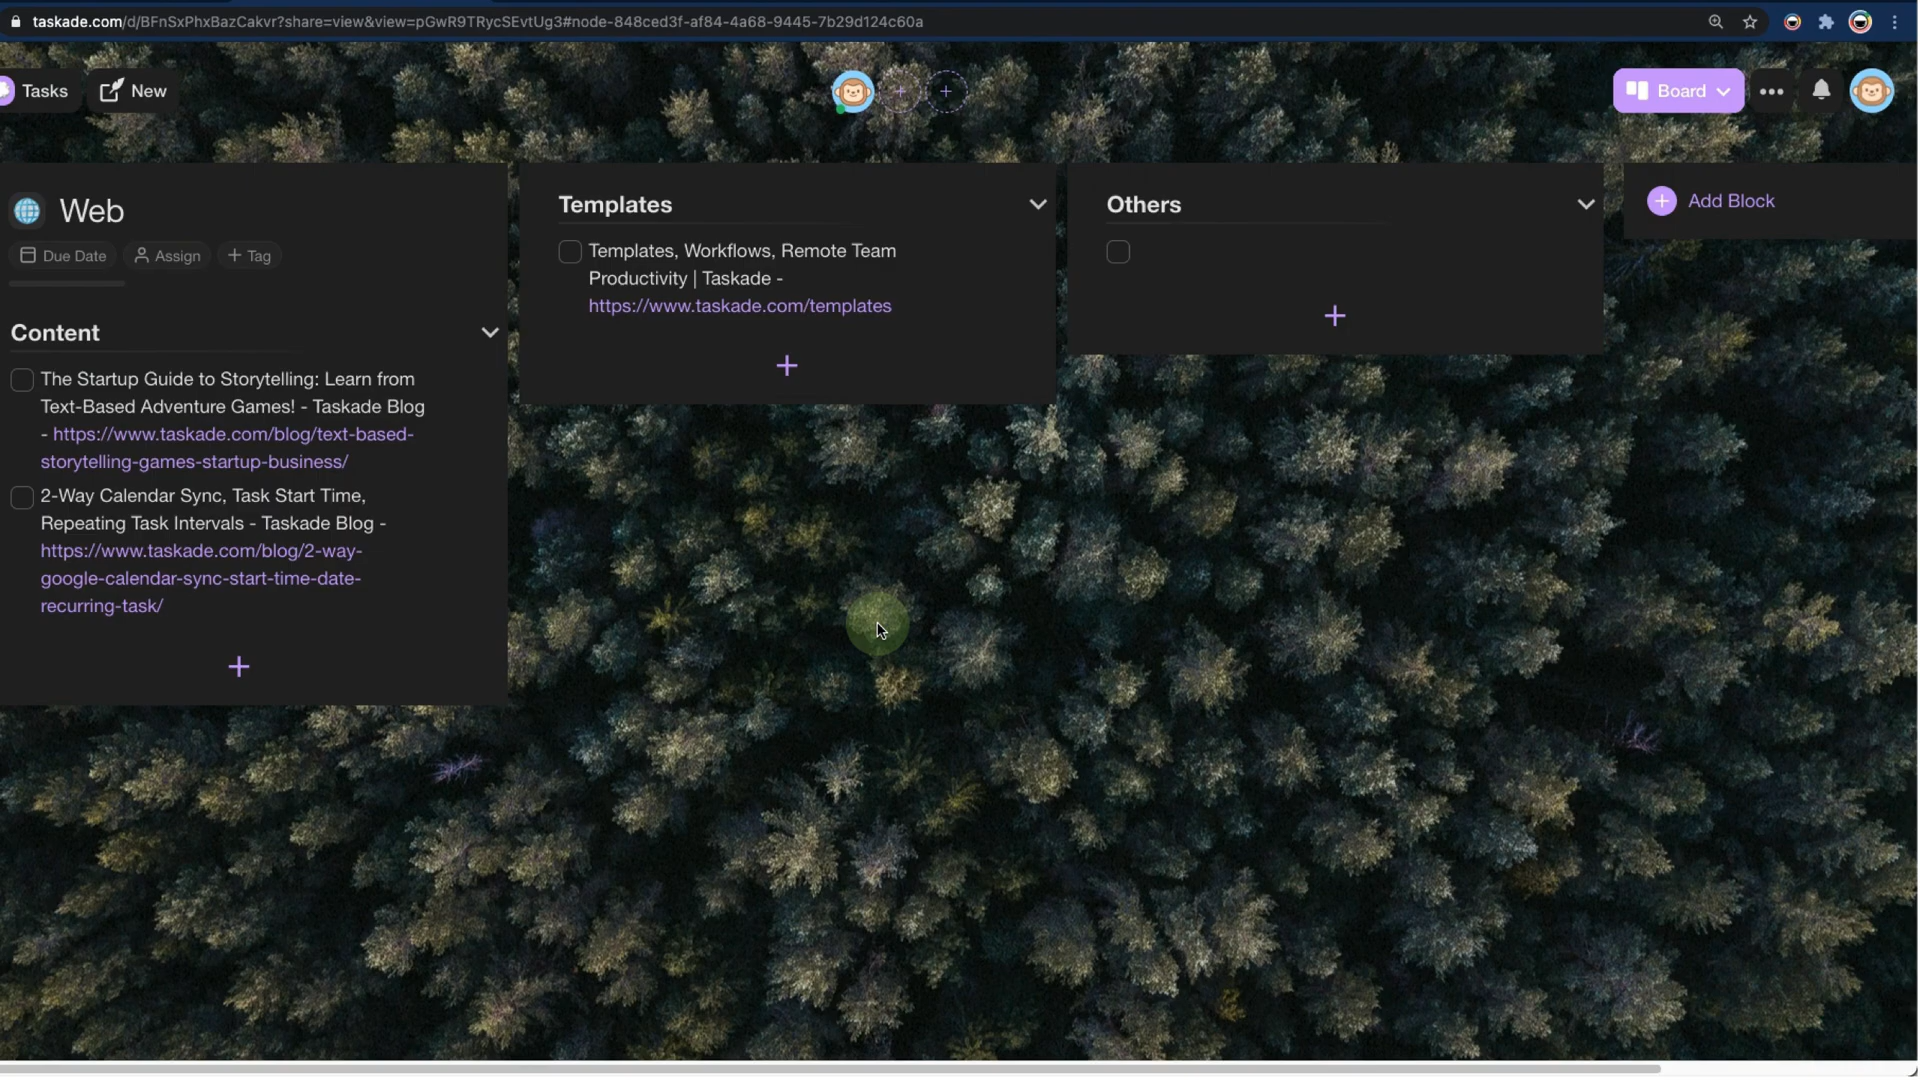 taskade.com/d/BFnSxPhxBazCakvr?share=view&view=pGwR9TRycSEvtUg3#node-848ced3f-af84-4a68-9445-7b29d124c60a
Tasks
New
Board
Web
Due Date
Assign
Tag
Content
The Startup Guide to Storytelling: Learn from
Text-Based Adventure Games! - Taskade Blog
- https://www.taskade.com/blog/text-based-
storytelling-games-startup-business/
2-Way Calendar Sync, Task Start Time,
Repeating Task Intervals - Taskade Blog -
https://www.taskade.com/blog/2-way-
google-calendar-sync-start-time-date-
recurring-task/
Templates
Templates, Workflows, Remote Team
Productivity | Taskade -
https://www.taskade.com/templates
Others
Add Block